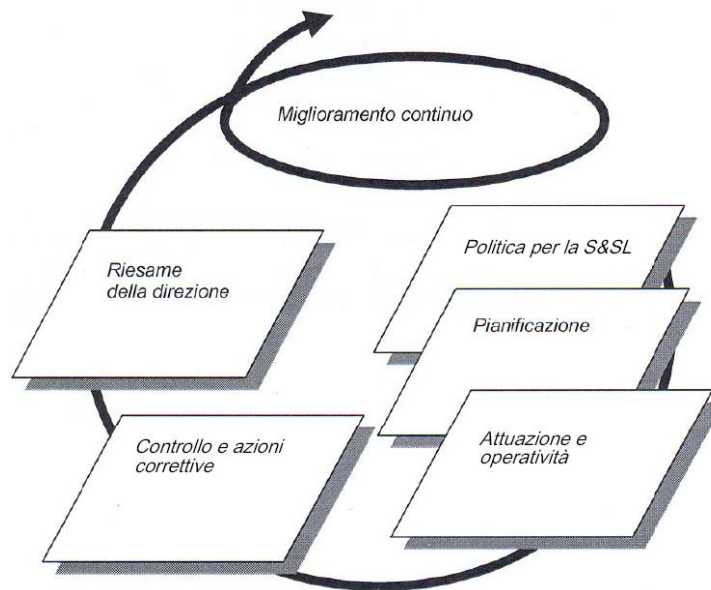 Miglioramento continuo
Politica per la S&SL
Riesame
della direzione
Pianificazione
Controllo e azioni
correttive
Attuazione e
operatività